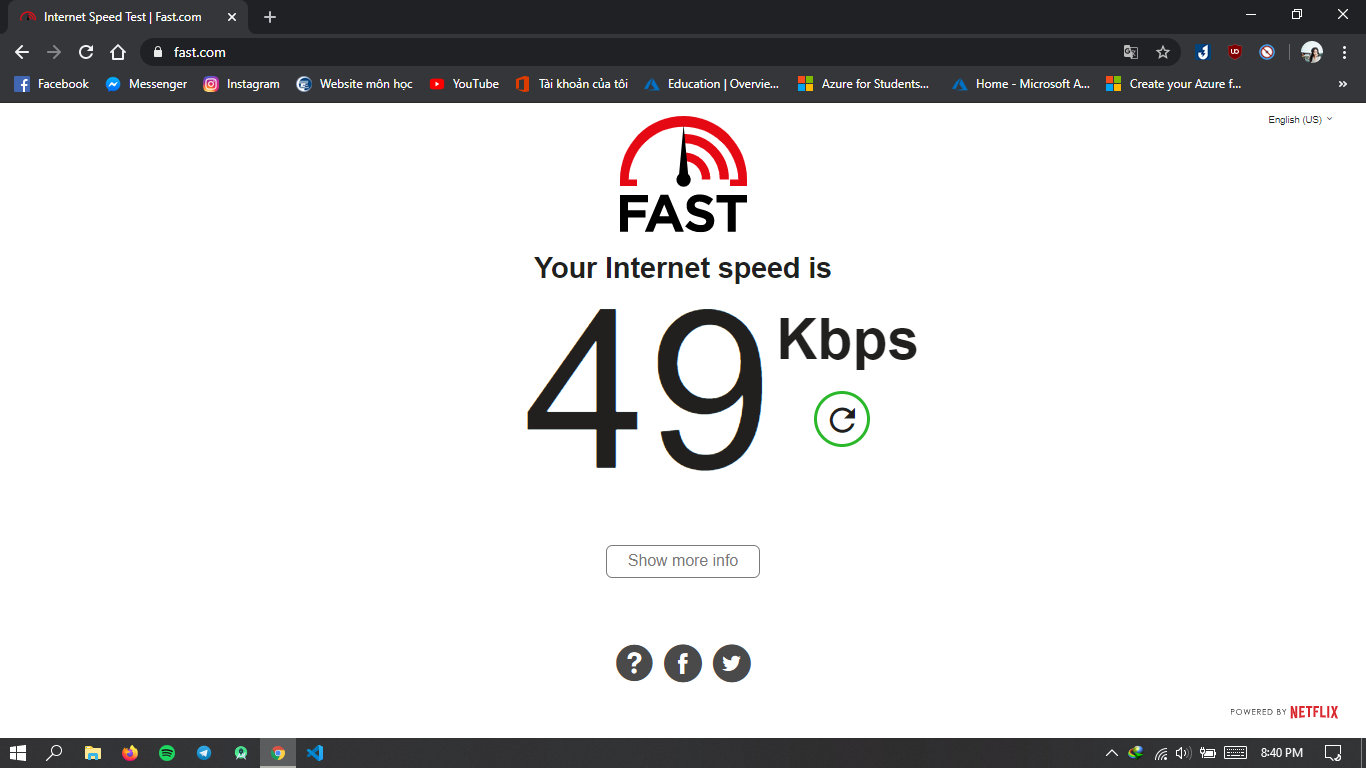 Internet Speed Test | Fast.com
fast.com
Facebook Messenger Instagram Website môn học YouTube Tài khoản của tôi Education | Overvie... Azure for Students... Home - Microsoft A... Create your Azure f... »
English (US)
FAST
Your Internet speed is
49 Kbps
Show more info
POWERED BY NETFLIX
8:40 PM